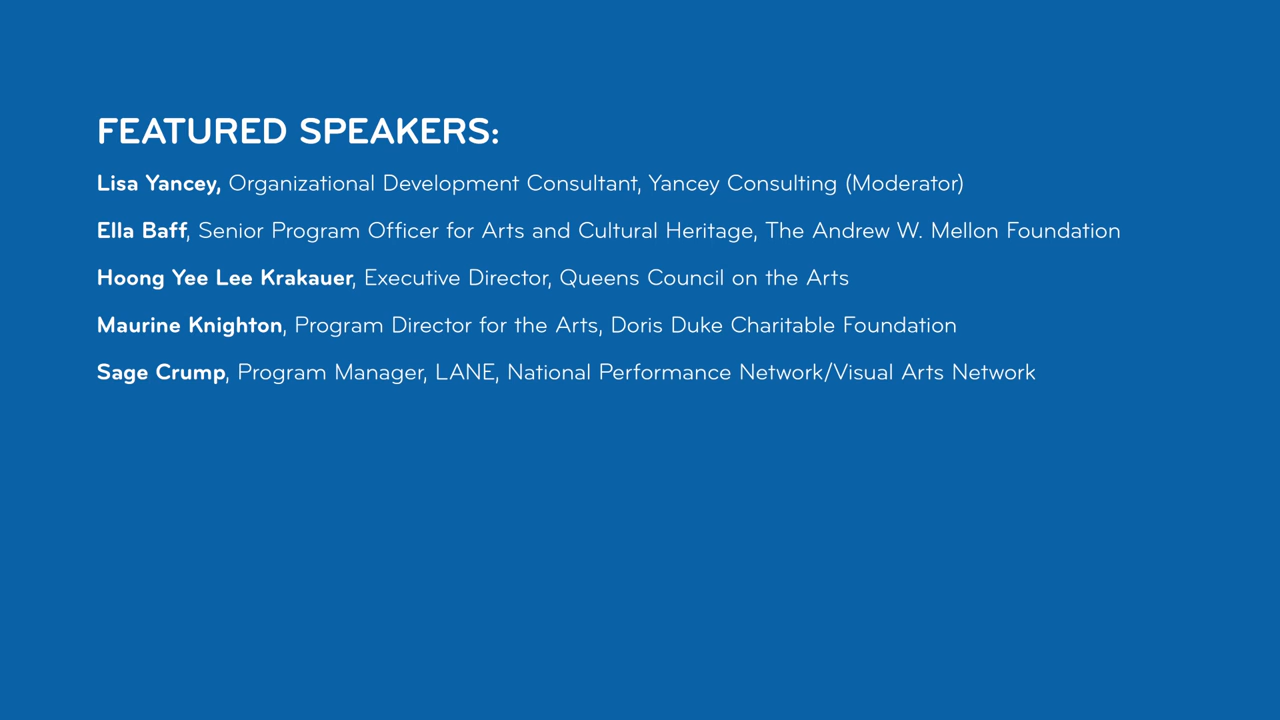 FEATURED SPEAKERS:
Lisa Yancey, Organizational Development Consultant, Yancey Consulting (Moderator)
Ella Baff, Senior Program Officer for Arts and Cultural Heritage, The Andrew W. Mellon Foundation
Hoong Yee Lee Krakauer, Executive Director, Queens Council on the Arts
Maurine Knighton, Program Director for the Arts, Doris Duke Charitable Foundation
Sage Crump, Program Manager, LANE, National Performance Network/Visual Arts Network